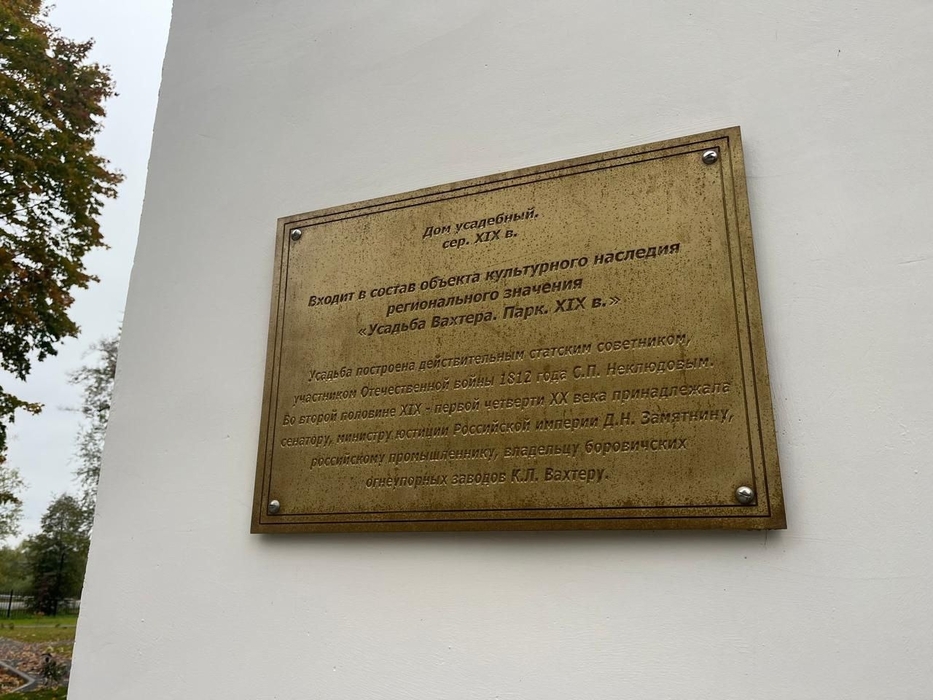 Дом усадебный.
сер. XIX в.
Входит в состав объекта культурного наследия
регионального значения
«Усадьба Вахтера. Парк. XIX в.»
Усадьба построена действительным статским советником,
участником Отечественной войны 1812 года С.П. Неклюдовым.
Во второй половине XIX - первой четверти XX века принадлежала
сенатору, министру юстиции Российской империи Д.Н. Замятнину,
российскому промышленнику, владельцу боровичских
огнеупорных заводов К.Л. Вахтеру.